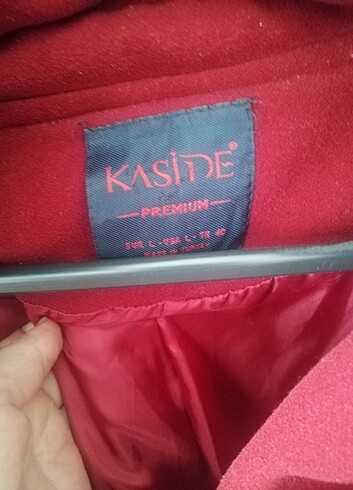 KASİDE®
PREMIUM
EUR L - USA L - TR 40
MADE IN TURKEY